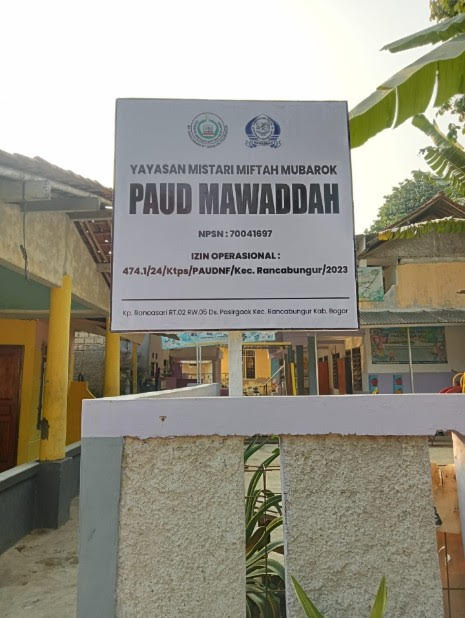 YAYASAN MISTARI MIFTAH MUBAROK
PAUD MAWADDAH
NPSN : 70041697
IZIN OPERASIONAL :
474.1/24/Ktps/PAUDNF/Kec. Rancabungur/2023
Kp. Rancasari RT.02 RW.05 Ds. Pasirgaok Kec. Rancabungur Kab. Bogor